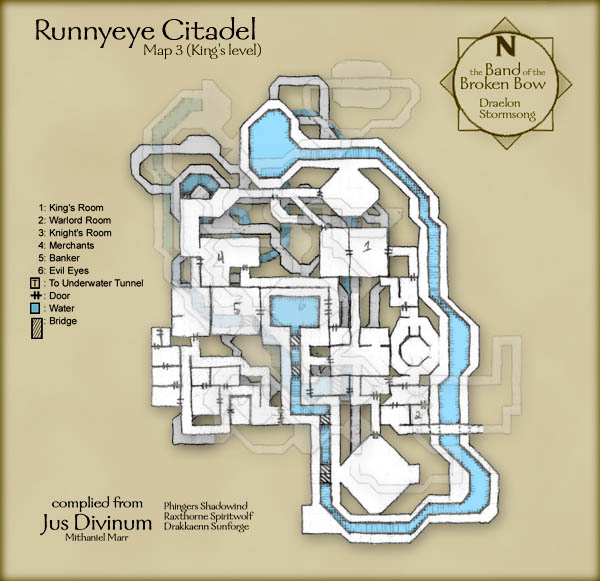 Runnyeye Citadel
Map 3 (King's level)
N
the Band of the
Broken Bow
Draelon
Stormsong
1: King's Room
2: Warlord Room
3: Knight's Room
4: Merchants
5: Banker
6: Evil Eyes
T : To Underwater Tunnel
: Door
: Water
: Bridge
1
4
5
2
complied from
Jus Divinum
Mithaniel Marr
Phingers Shadowind
Raxthorne Spiritwolf
Drakkaenn Sunforge